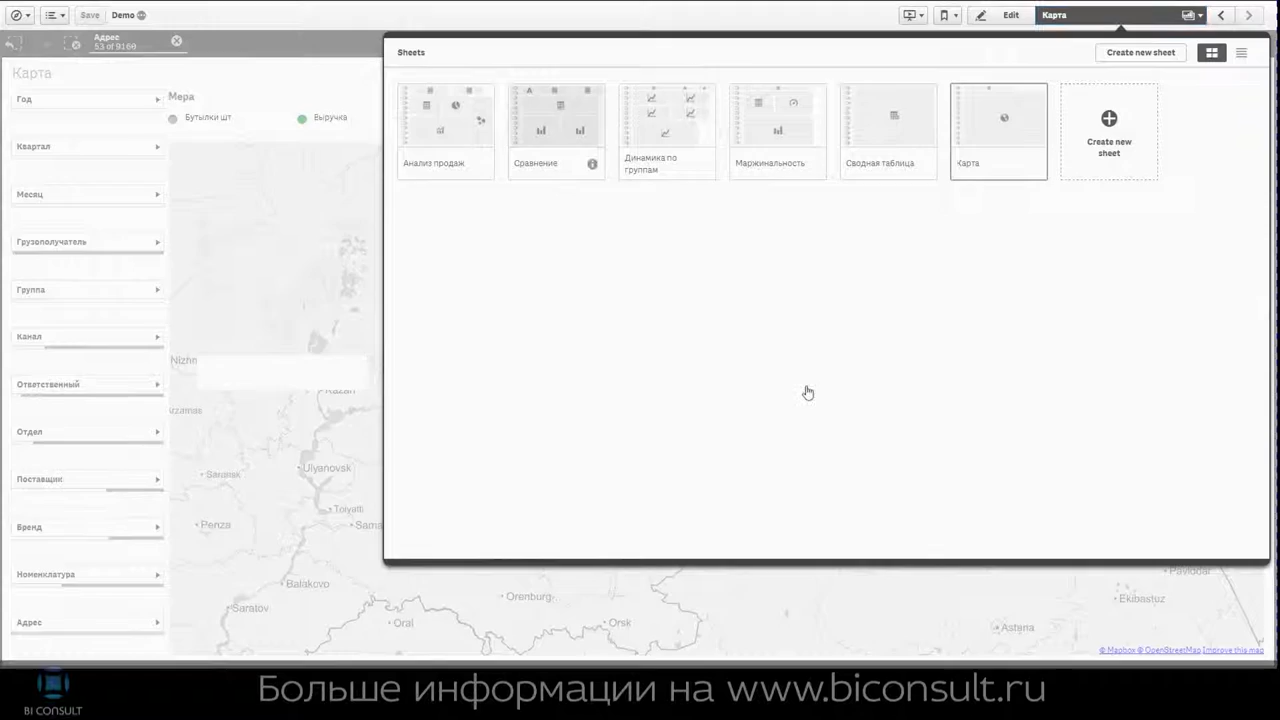 Save
Demo
Edit
Карта
Адрес
53 of 9160
Sheets
Create new sheet
Карта
Год
Мера
Бутылки шт
Выручка
Квартал
Месяц
Грузополучатель
Группа
Канал
Ответственный
Отдел
Поставщик
Бренд
Номенклатура
Адрес
Анализ продаж
Сравнение
Динамика по
группам
Маржинальность
Сводная таблица
Карта
Create new
sheet
Nizhn
Kazan
rzamas
Saransk
Ulyanovsk
Tolyatti
Penza
Sama
Balakovo
Saratov
Orenburg
Oral
Orsk
Pavlodar
Ekibastuz
Astana
© Mapbox © OpenStreetMap Improve this map
BI CONSULT
Больше информации на www.biconsult.ru